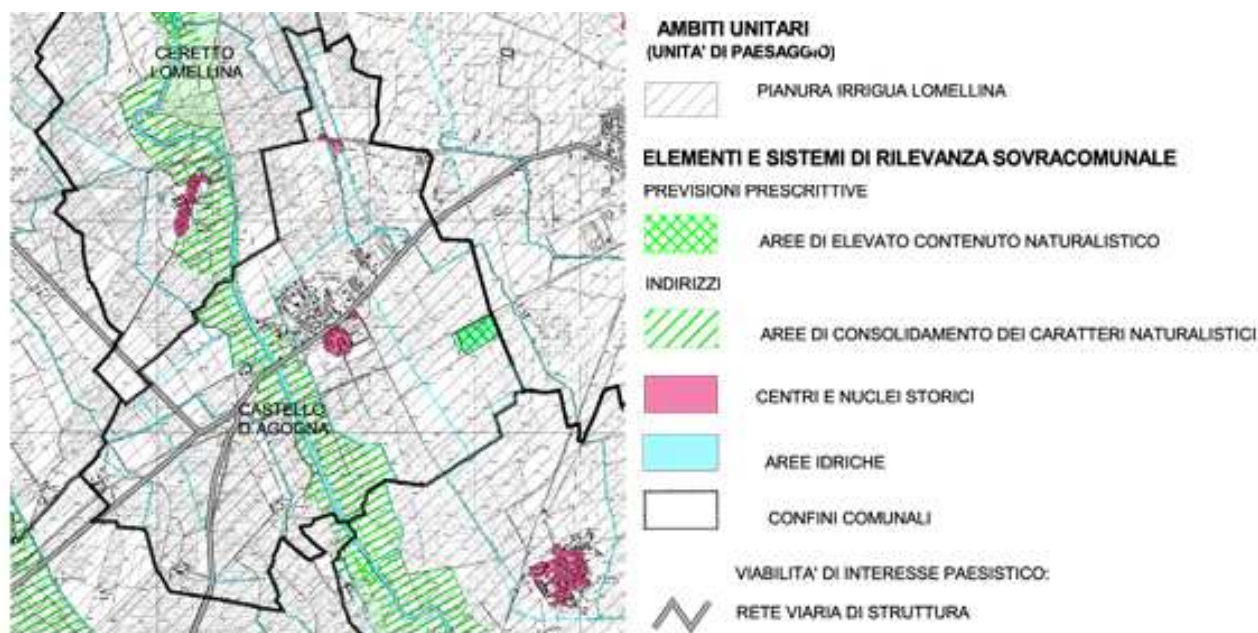 CERETTO
LOMELLINA
CASTELLO
D'AGOGNA
AMBITI UNITARI
(UNITA' DI PAESAGGIO)
PIANURA IRRIGUA LOMELLINA
ELEMENTI E SISTEMI DI RILEVANZA SOVRACOMUNALE
PREVISIONI PRESCRITTIVE
AREE DI ELEVATO CONTENUTO NATURALISTICO
INDIRIZZI
AREE DI CONSOLIDAMENTO DEI CARATTERI NATURALISTICI
CENTRI E NUCLEI STORICI
AREE IDRICHE
CONFINI COMUNALI
VIABILITA' DI INTERESSE PAESISTICO:
RETE VIARIA DI STRUTTURA